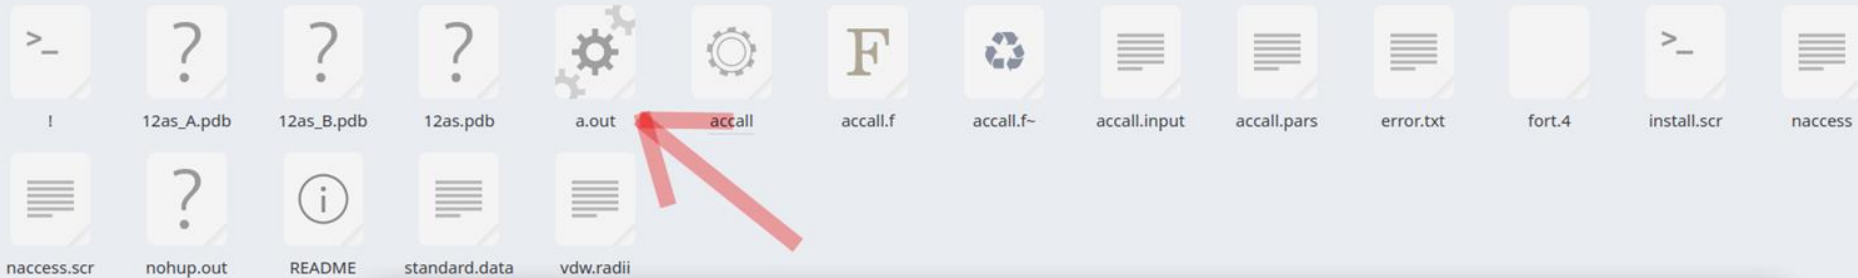 ! 12as_A.pdb 12as_B.pdb 12as.pdb a.out accall accall.f accall.f~ accall.input accall.pars error.txt fort.4 install.scr naccess
naccess.scr nohup.out README standard.data vdw.radii